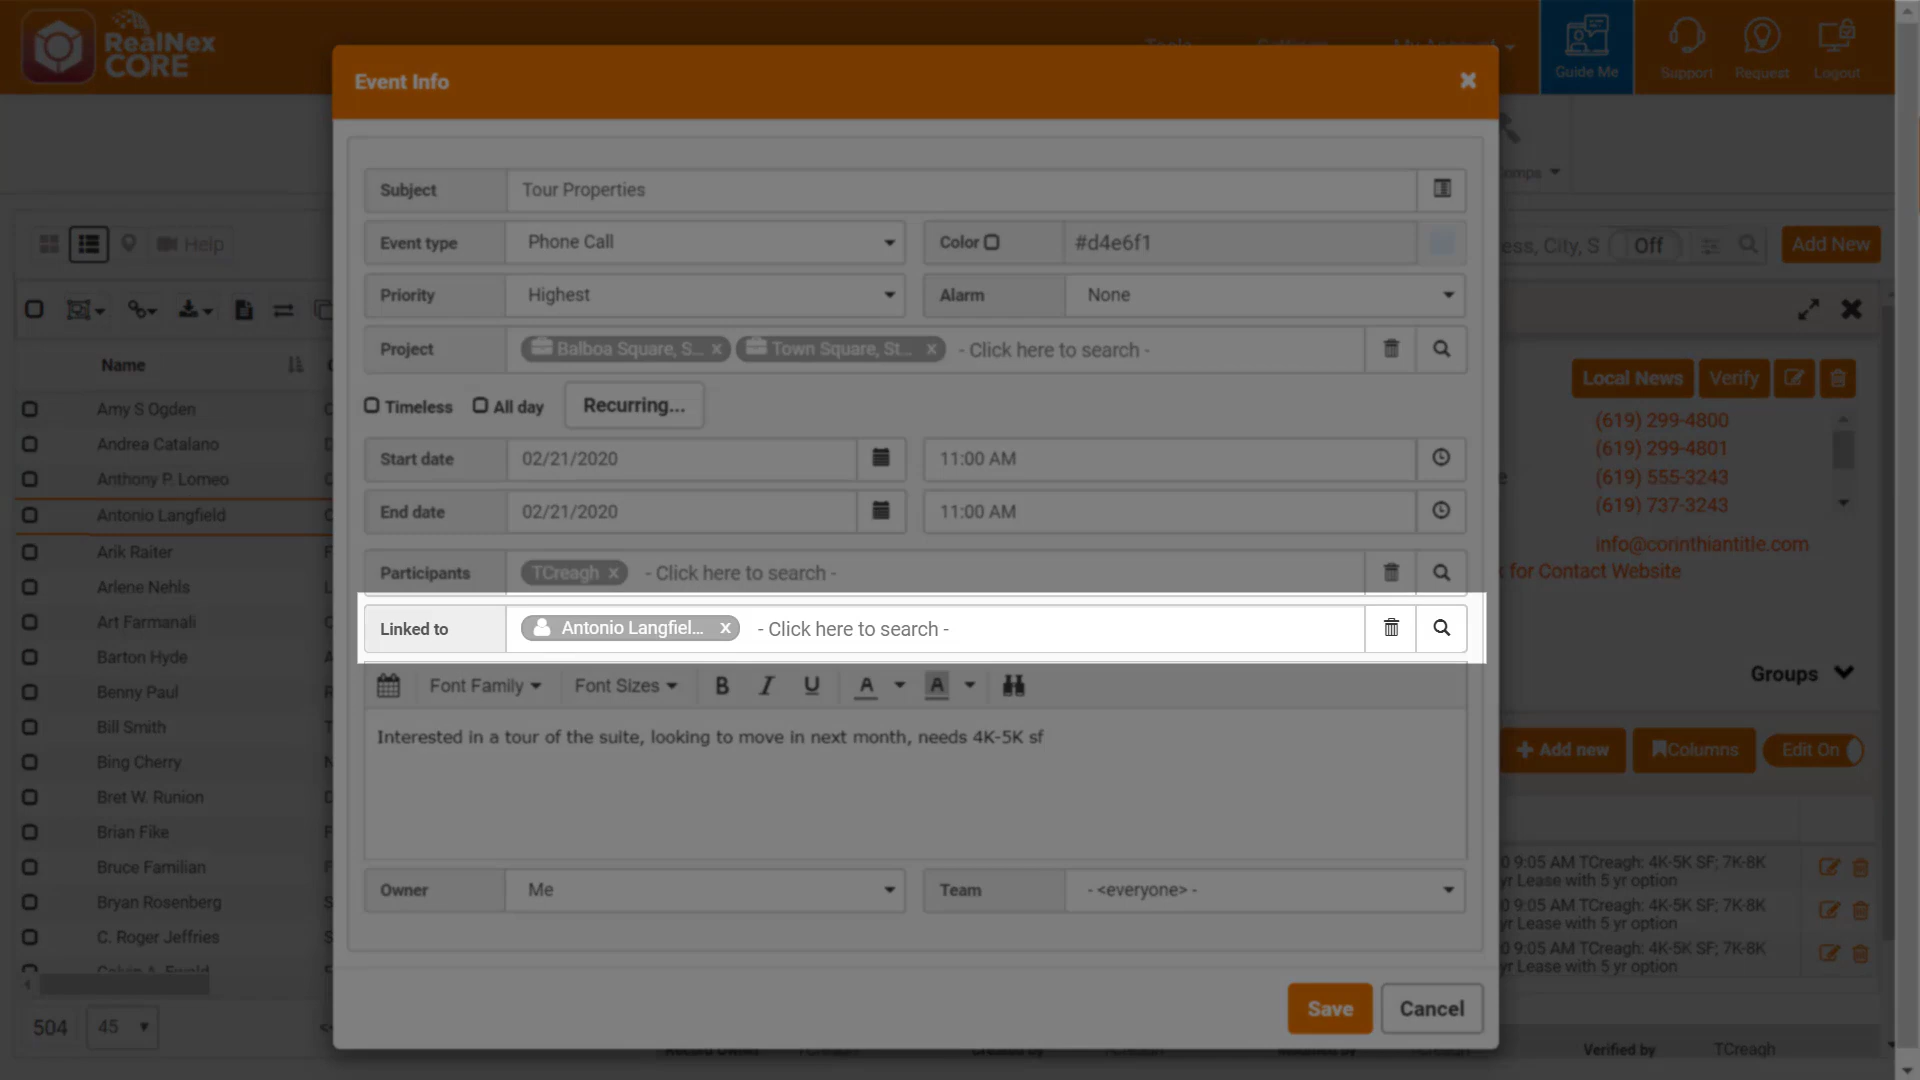 RealNex
CORE
Guide Me
Support
Request
Logout
Event Info
Subject
Tour Properties
Event type
Phone Call
Color
#d4e6f1
Priority
Highest
Alarm
None
Project
Balboa Square, S...
x
Town Square, St...
x
- Click here to search -
Timeless
All day
Recurring...
Start date
02/21/2020
11:00 AM
End date
02/21/2020
11:00 AM
Participants
TCreagh x
- Click here to search -
Linked to
Antonio Langfiel...
x
- Click here to search -
Font Family
Font Sizes
B
I
U
A
A
Interested in a tour of the suite, looking to move in next month, needs 4K-5K sf
Owner
Me
Team
- <everyone> -
Save
Cancel
Help
Name
Amy S Ogden
Andrea Catalano
Anthony P. Lomeo
Antonio Langfield
Arik Raiter
Arlene Nehls
Art Farmanali
Barton Hyde
Benny Paul
Bill Smith
Bing Cherry
Bret W. Runion
Brian Fike
Bruce Familian
Bryan Rosenberg
C. Roger Jeffries
504
45
ess, City, S
Off
Add New
Local News
Verify
(619) 299-4800
(619) 299-4801
(619) 555-3243
(619) 737-3243
info@corinthiantitle.com
for Contact Website
Groups
Add new
Columns
Edit On
0 9:05 AM TCreagh: 4K-5K SF; 7K-8K
yr Lease with 5 yr option
0 9:05 AM TCreagh: 4K-5K SF; 7K-8K
yr Lease with 5 yr option
0 9:05 AM TCreagh: 4K-5K SF; 7K-8K
yr Lease with 5 yr option
Verified by
TCreagh